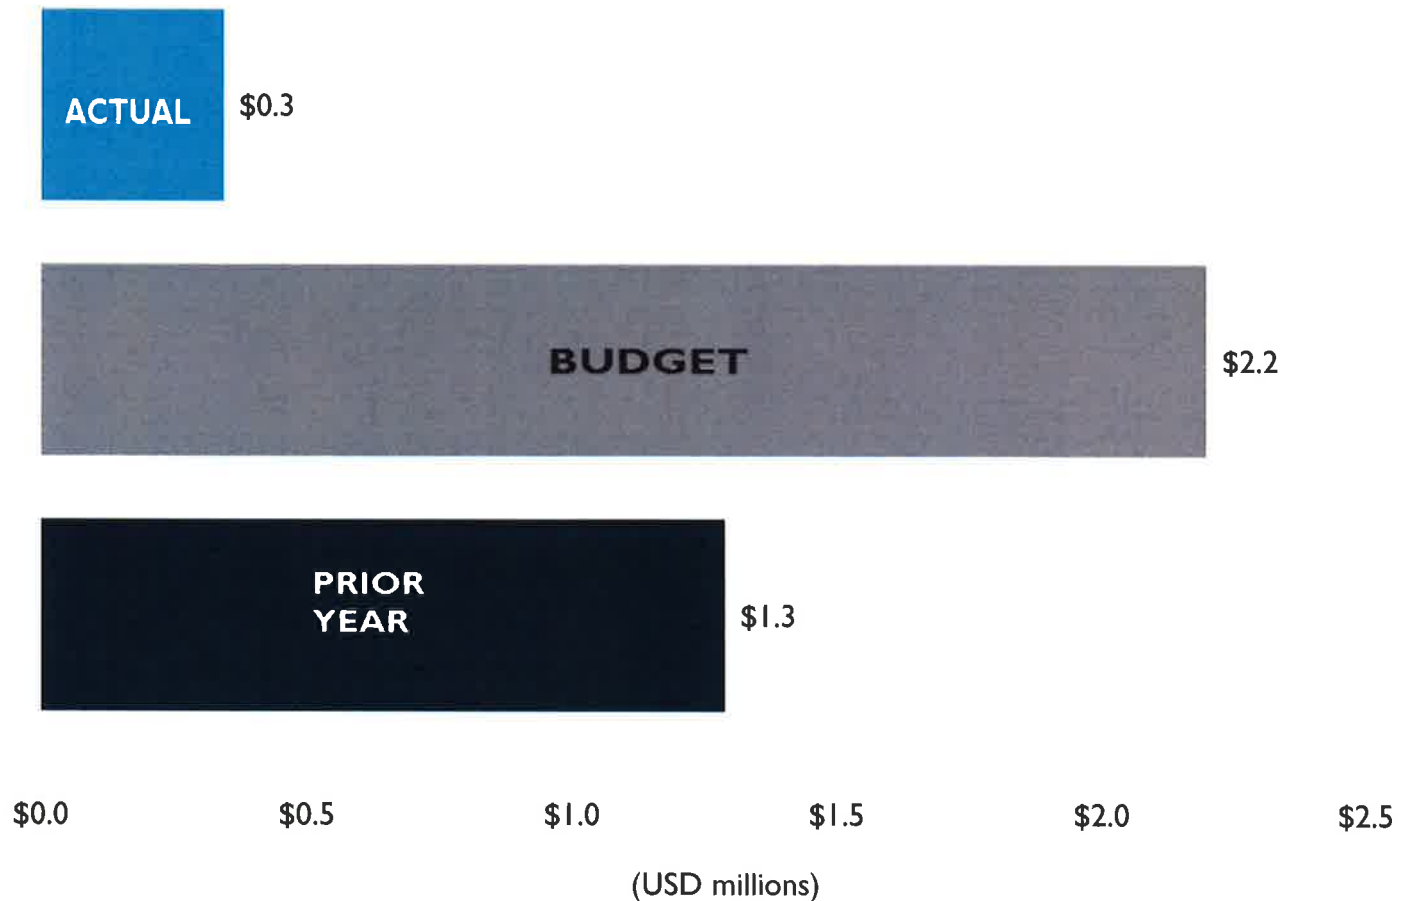 ACTUAL $0.3
BUDGET $2.2
PRIOR
YEAR
$1.3
$0.0 $0.5 $1.0 $1.5 $2.0 $2.5
(USD millions)